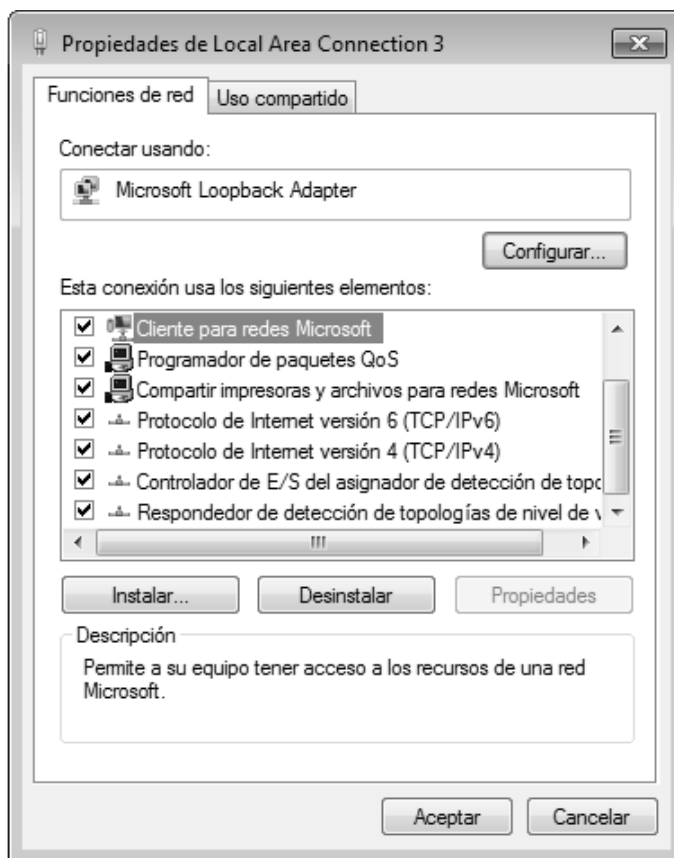 Propiedades de Local Area Connection 3
Funciones de red
Uso compartido
Conectar usando:
Microsoft Loopback Adapter
Configurar...
Esta conexión usa los siguientes elementos:
Cliente para redes Microsoft
Programador de paquetes QoS
Compartir impresoras y archivos para redes Microsoft
Protocolo de Internet versión 6 (TCP/IPv6)
Protocolo de Internet versión 4 (TCP/IPv4)
Controlador de E/S del asignador de detección de topo
Respondedor de detección de topologías de nivel de v
Instalar...
Desinstalar
Propiedades
Descripción
Permite a su equipo tener acceso a los recursos de una red
Microsoft.
Aceptar
Cancelar